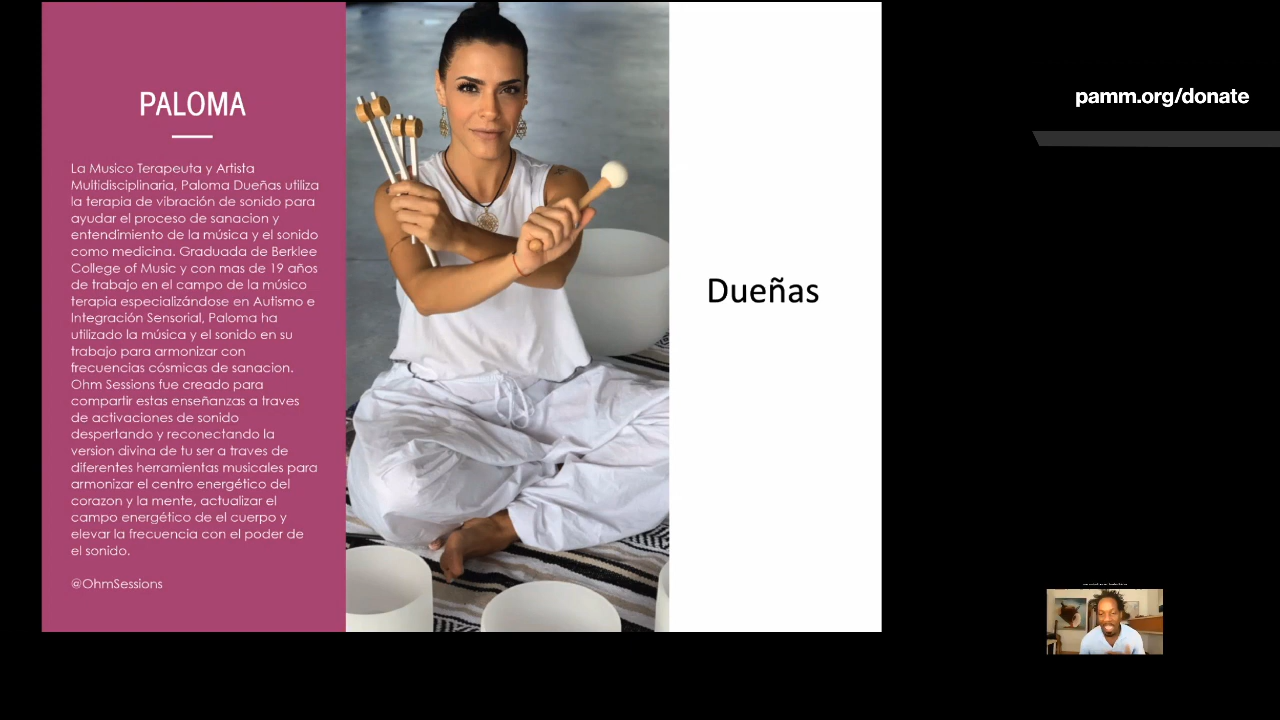 PALOMA
La Musico Terapeuta y Artista
Multidisciplinaria, Paloma Dueñas utiliza
la terapia de vibración de sonido para
ayudar el proceso de sanacion y
entendimiento de la música y el sonido
como medicina. Graduada de Berklee
College of Music y con mas de 19 años
de trabajo en el campo de la músico
terapia especializándose en Autismo e
Integración Sensorial, Paloma ha
utilizado la música y el sonido en su
trabajo para armonizar con
frecuencias cósmicas de sanacion.
Ohm Sessions fue creado para
compartir estas enseñanzas a traves
de activaciones de sonido
despertando y reconectando la
version divina de tu ser a traves de
diferentes herramientas musicales para
armonizar el centro energético del
corazon y la mente, actualizar el
campo energético de el cuerpo y
elevar la frecuencia con el poder de
el sonido.
@OhmSessions
Dueñas
pamm.org/donate